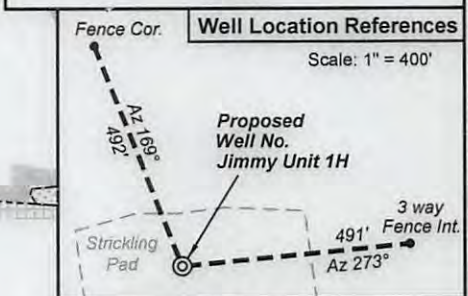 Well Location References
Scale: 1" = 400'
Fence Cor.
Az 169°
492'
Proposed
Well No.
Jimmy Unit 1H
Strickling
Pad
3 way
Fence Int.
491'
Az 273°